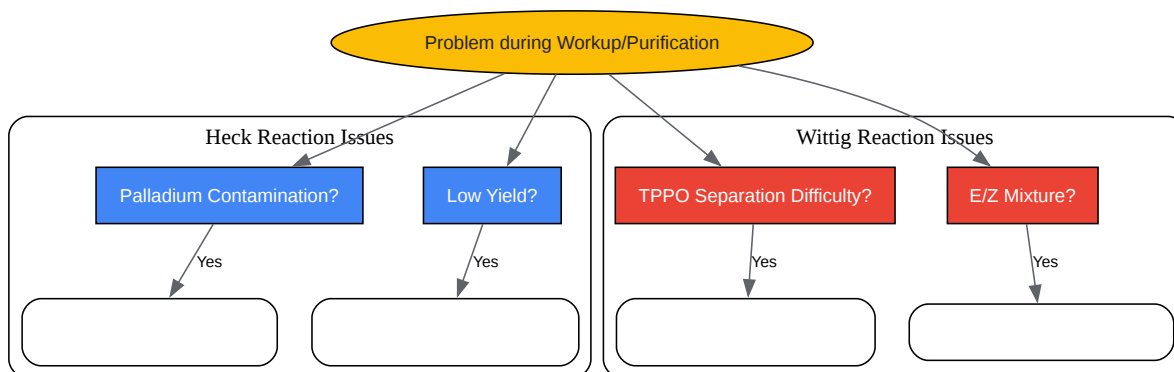 Problem during Workup/Purification
Heck Reaction Issues
Wittig Reaction Issues
Palladium Contamination?
Low Yield?
TPPO Separation Difficulty?
E/Z Mixture?
Yes
Yes
Yes
Yes